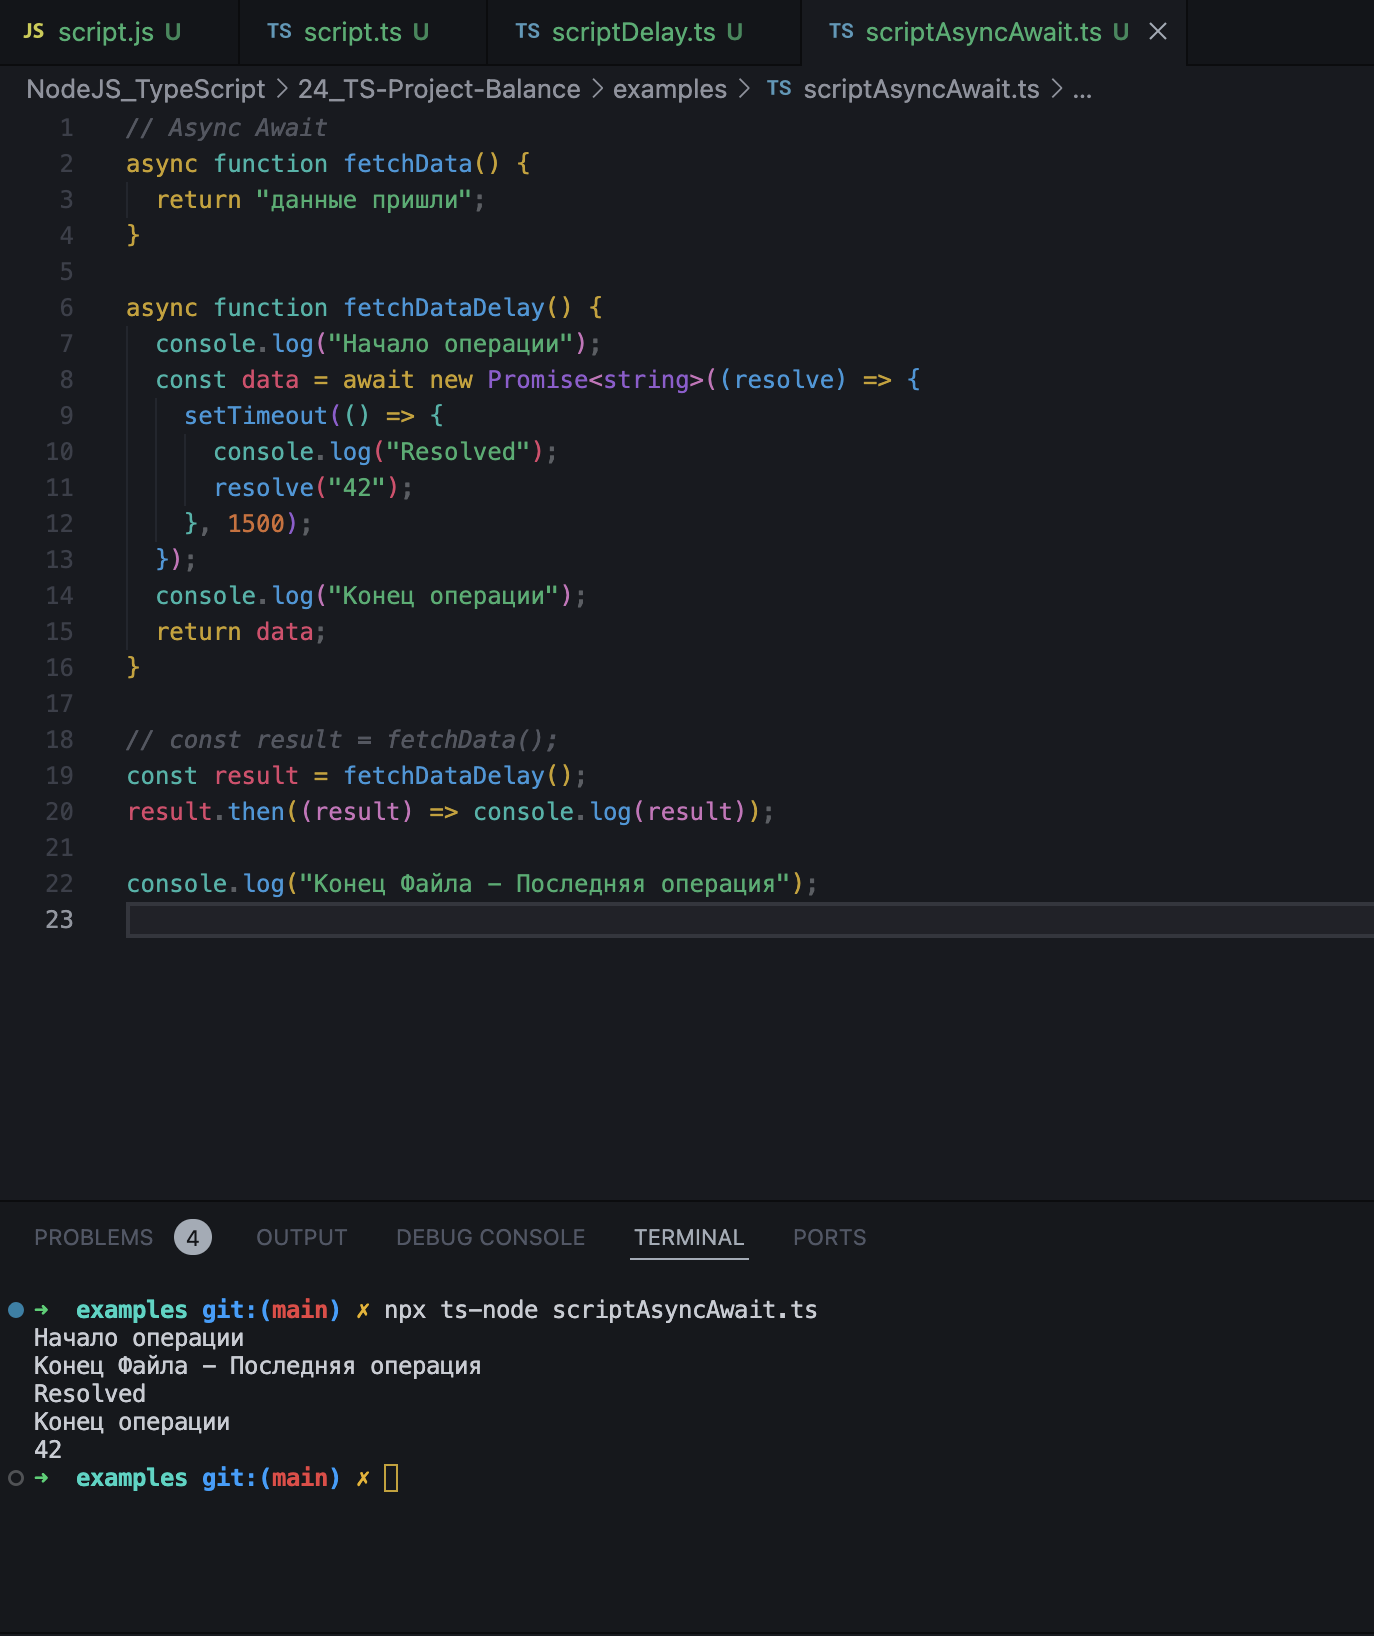 JS script.js U TS script.ts U TS scriptDelay.ts U TS scriptAsyncAwait.ts U ×
NodeJS_TypeScript > 24_TS-Project-Balance > examples > TS scriptAsyncAwait.ts > ...
1 // Async Await
2 async function fetchData() {
3   return "данные пришли";
4 }
5
6 async function fetchDataDelay() {
7   console.log("Начало операции");
8   const data = await new Promise<string>((resolve) => {
9     setTimeout(() => {
10       console.log("Resolved");
11       resolve("42");
12     }, 1500);
13   });
14   console.log("Конец операции");
15   return data;
16 }
17
18 // const result = fetchData();
19 const result = fetchDataDelay();
20 result.then((result) => console.log(result));
21
22 console.log("Конец Файла – Последняя операция");
23
PROBLEMS 4 OUTPUT DEBUG CONSOLE TERMINAL PORTS
➜ examples git:(main) ✗ npx ts-node scriptAsyncAwait.ts
Начало операции
Конец Файла – Последняя операция
Resolved
Конец операции
42
➜ examples git:(main) ✗